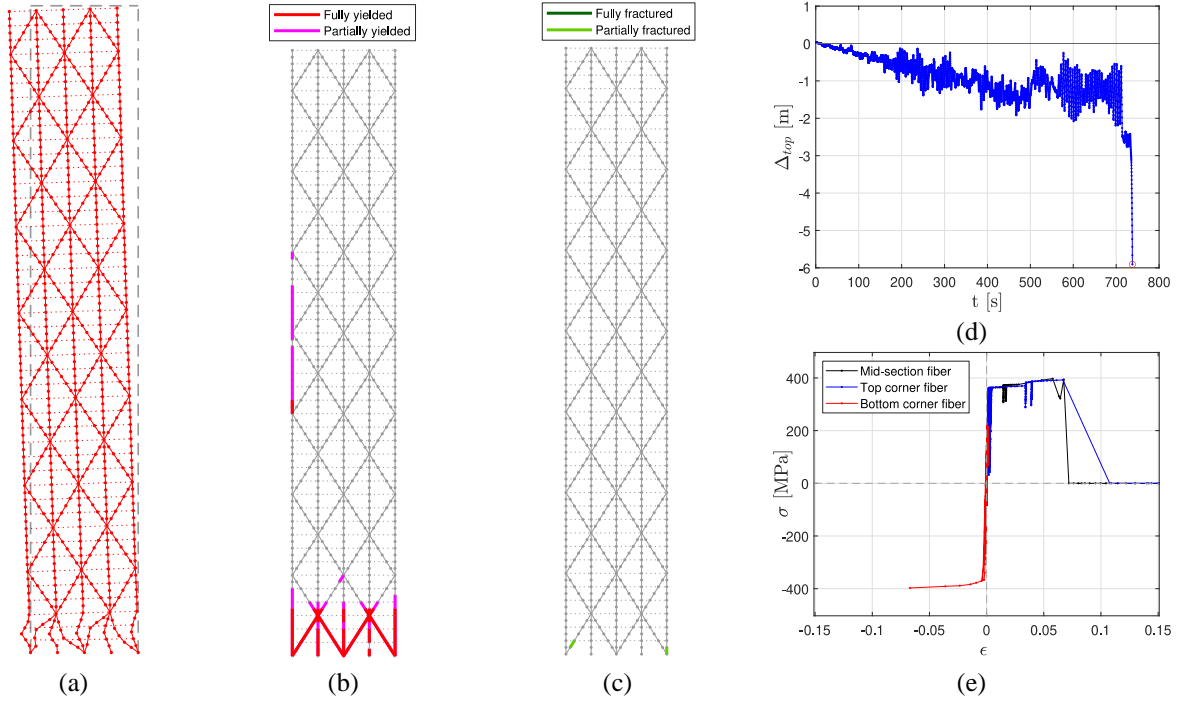 (a)
Fully yielded
Partially yielded
(b)
Fully fractured
Partially fractured
(c)
1
0
-1
-2
-3
-4
-5
-6
Δtop [m]
0 100 200 300 400 500 600 700 800
t [s]
(d)
Mid-section fiber
Top corner fiber
Bottom corner fiber
400
200
0
-200
-400
σ [MPa]
-0.15 -0.1 -0.05 0 0.05 0.1 0.15
ϵ
(e)